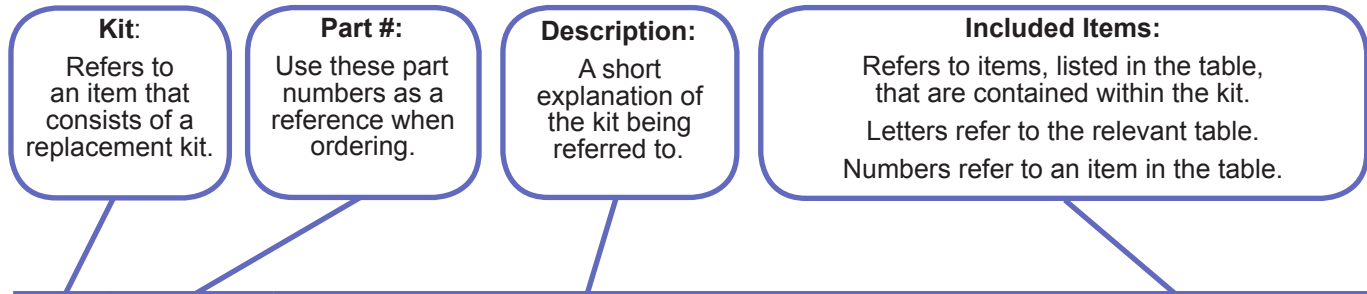 Kit:
Refers to
an item that
consists of a
replacement kit.
Part #:
Use these part
numbers as a
reference when
ordering.
Description:
A short
explanation of
the kit being
referred to.
Included Items:
Refers to items, listed in the table,
that are contained within the kit.
Letters refer to the relevant table.
Numbers refer to an item in the table.